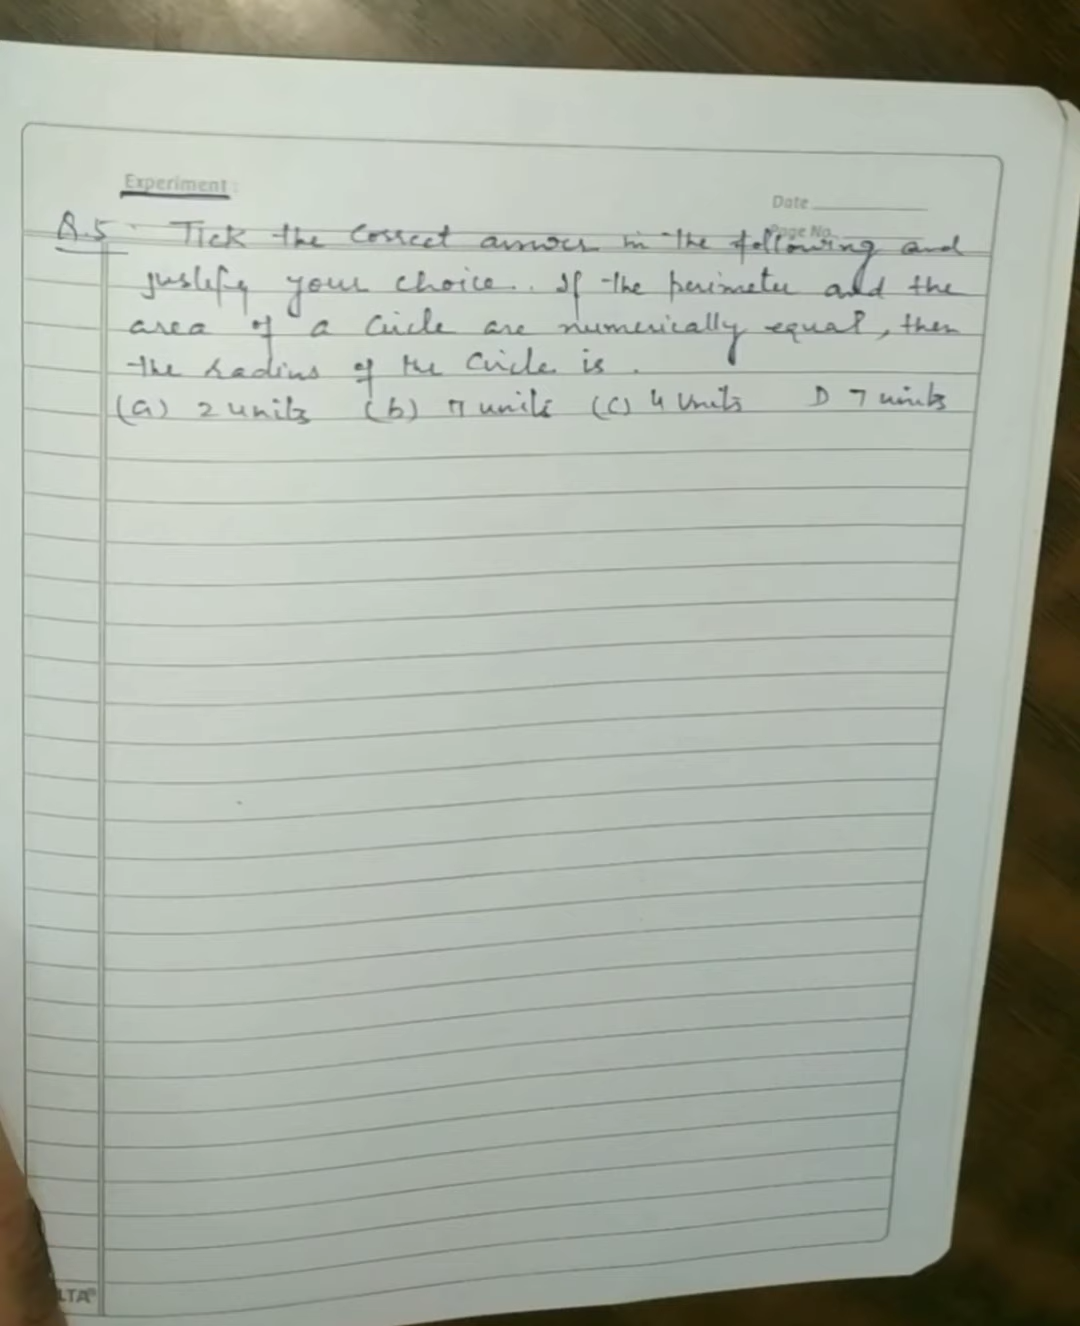 Experiment :
Date
Page No.
Q.5 Tick the correct answer in the following and
justify your choice. If the perimeter and the
area of a circle are numerically equal, then
the radius of the circle is.
(a) 2 units (b) π units (c) 4 units D 7 units
LTA